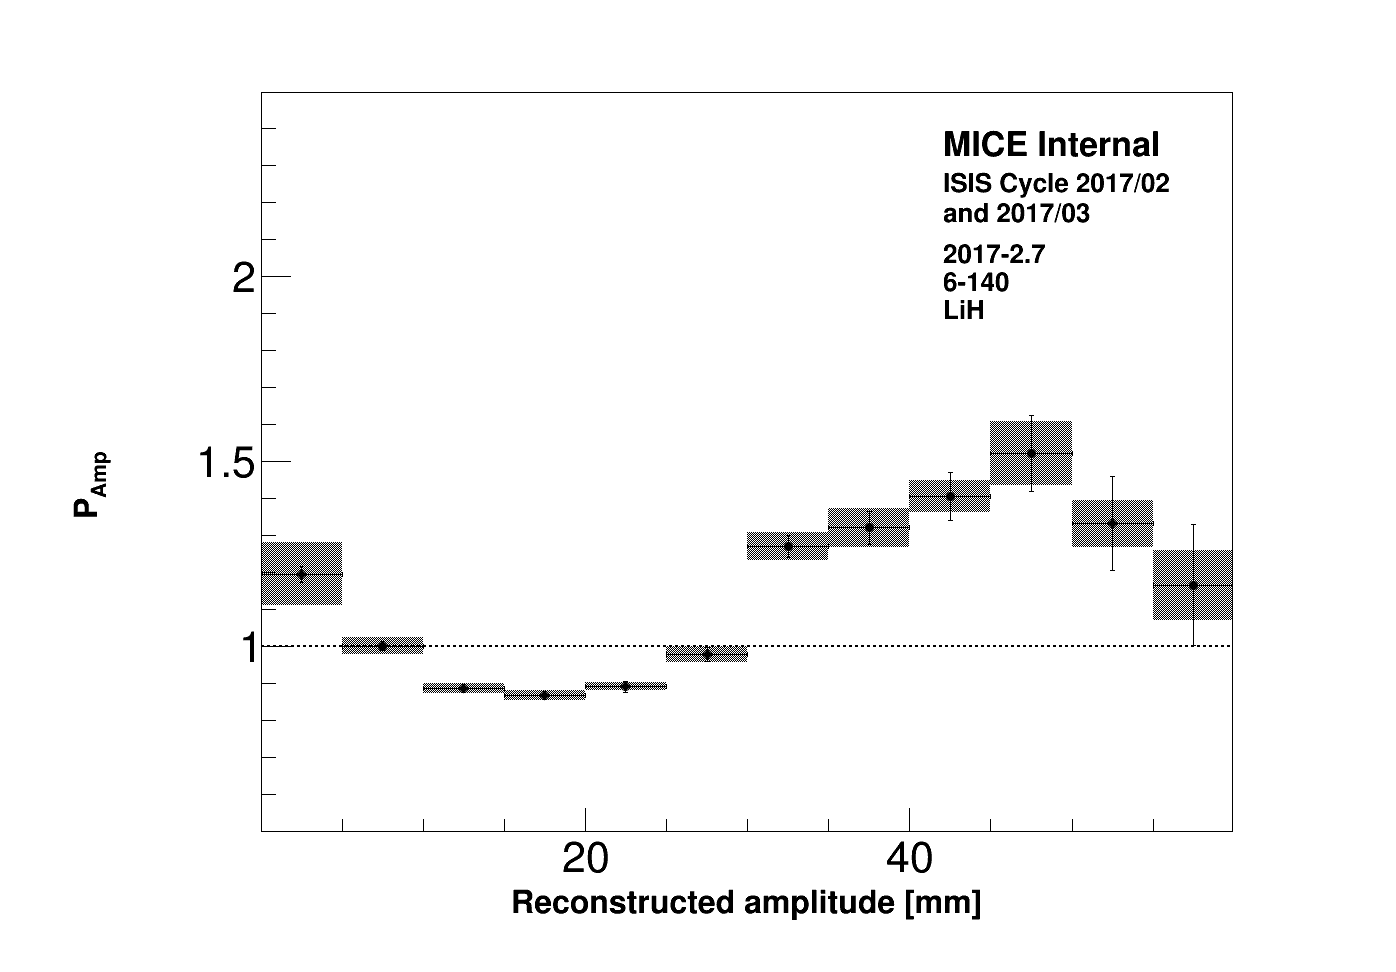 MICE Internal
ISIS Cycle 2017/02
and 2017/03
2017-2.7
6-140
LiH
2
1.5
1
P_Amp
20
40
Reconstructed amplitude [mm]